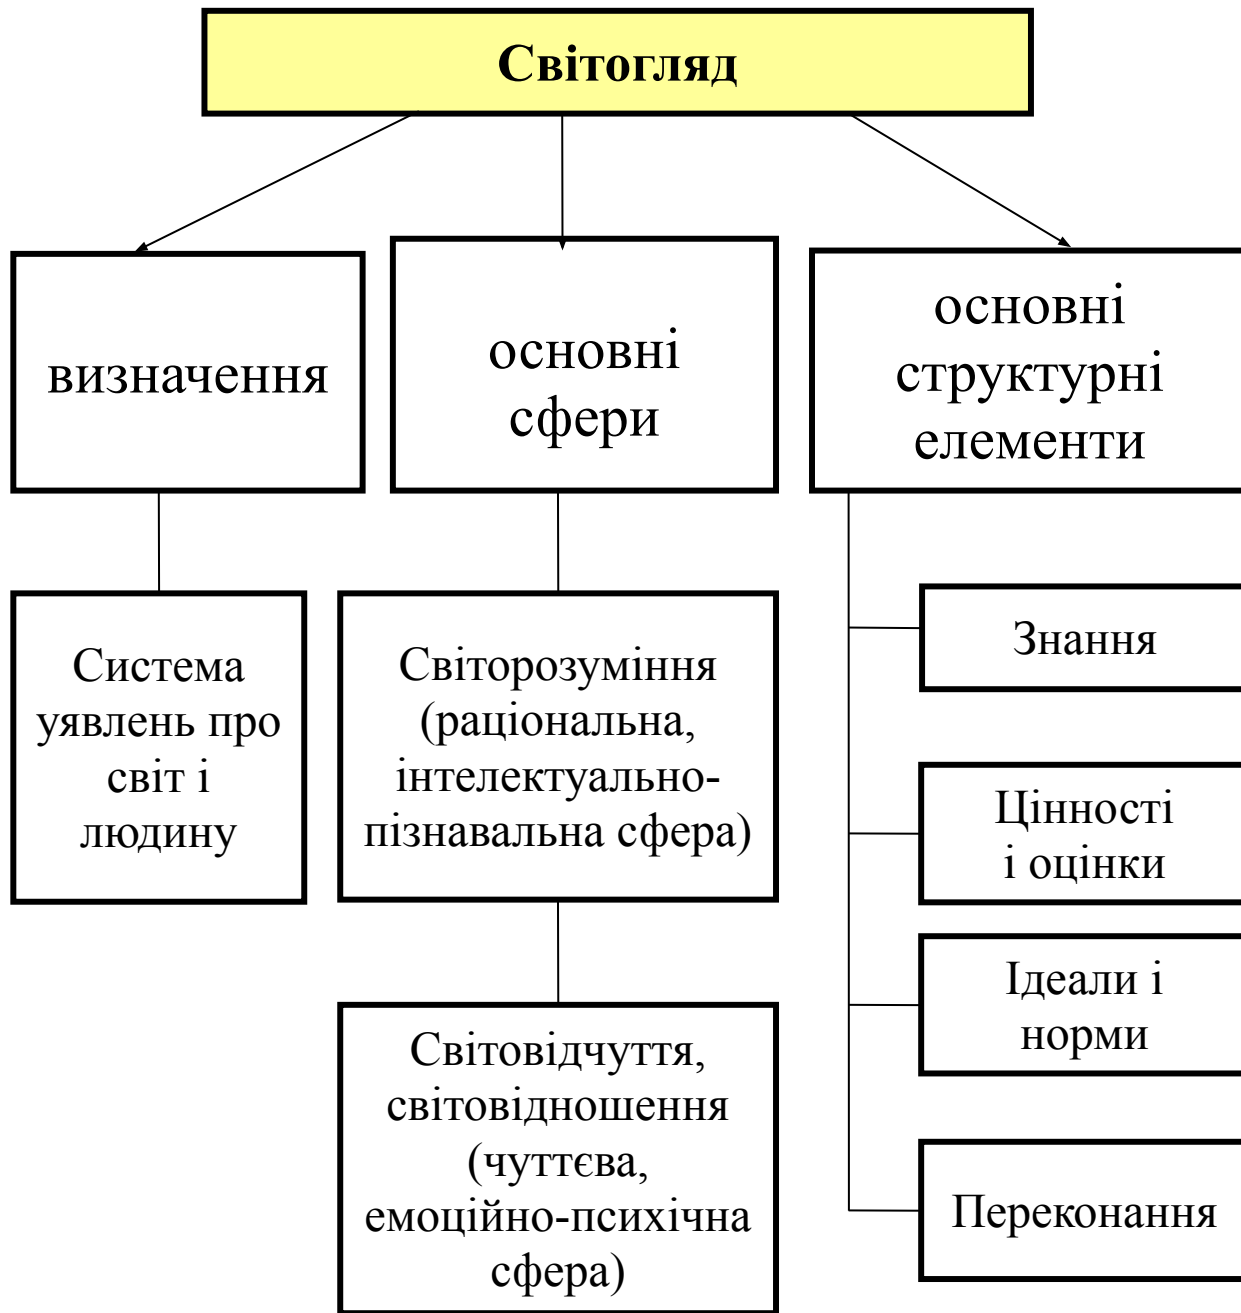 Світогляд
визначення
основні
сфери
основні
структурні
елементи
Система
уявлень про
світ і
людину
Світорозуміння
(раціональна,
інтелектуально-
пізнавальна сфера)
Світовідчуття,
світовідношення
(чуттєва,
емоційно-психічна
сфера)
Знання
Цінності
і оцінки
Ідеали і
норми
Переконання